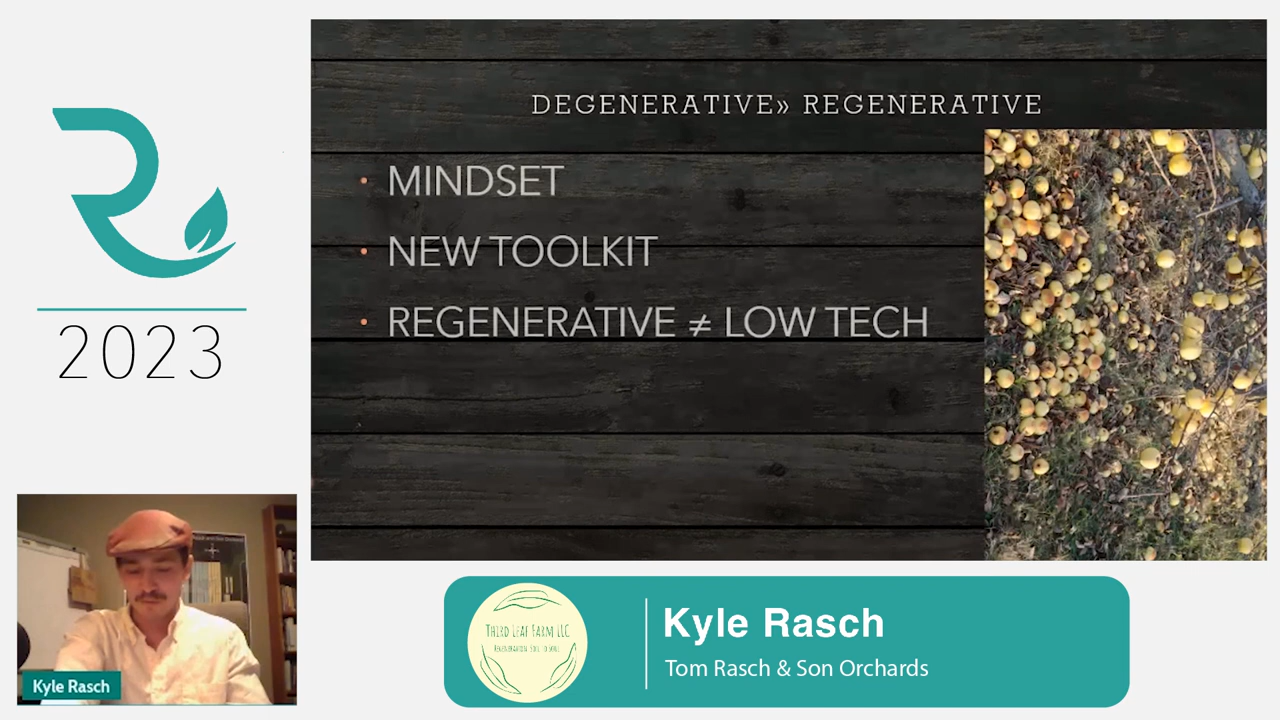 2023
DEGENERATIVE» REGENERATIVE
• MINDSET
• NEW TOOLKIT
• REGENERATIVE ≠ LOW TECH
Kyle Rasch
THIRD LEAF FARM LLC
Kyle Rasch
Tom Rasch & Son Orchards